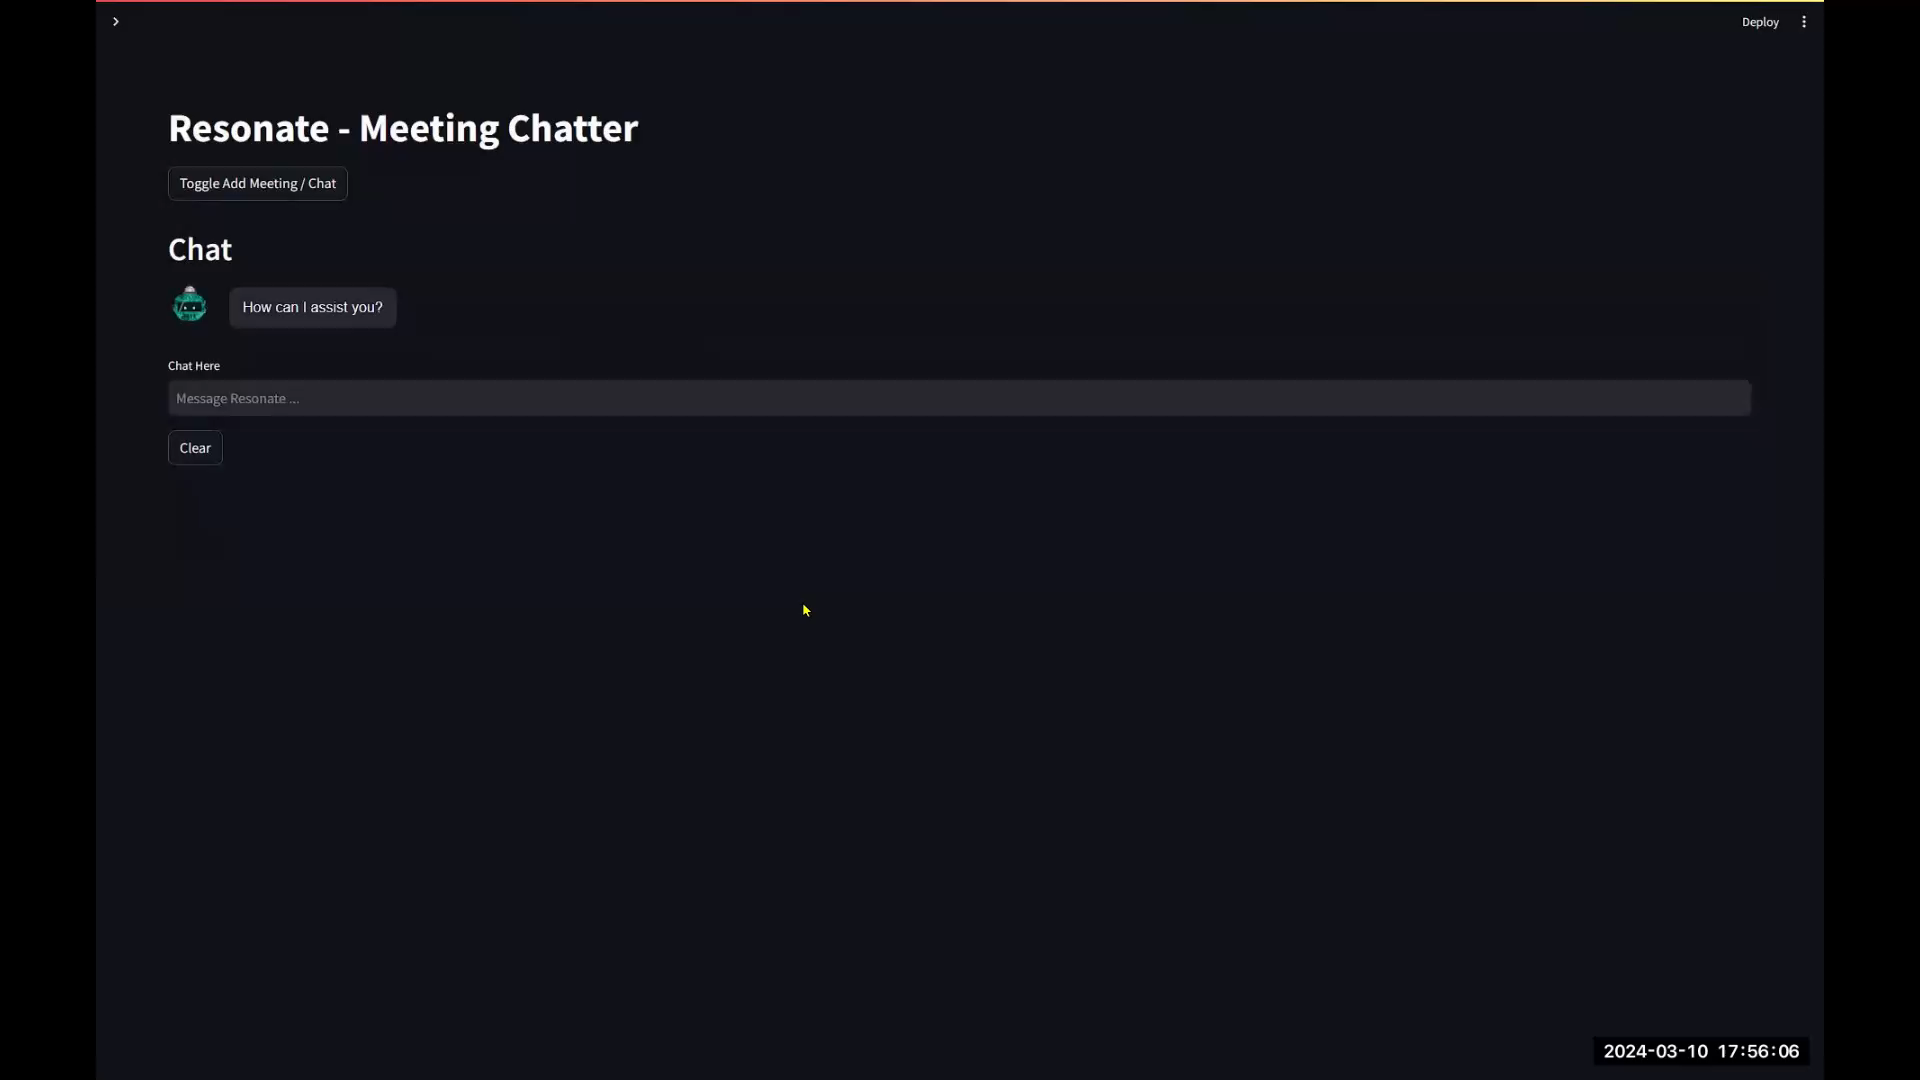 Deploy
Resonate - Meeting Chatter
Toggle Add Meeting / Chat
Chat
How can I assist you?
Chat Here
Message Resonate ...
Clear
2024-03-10 17:56:06